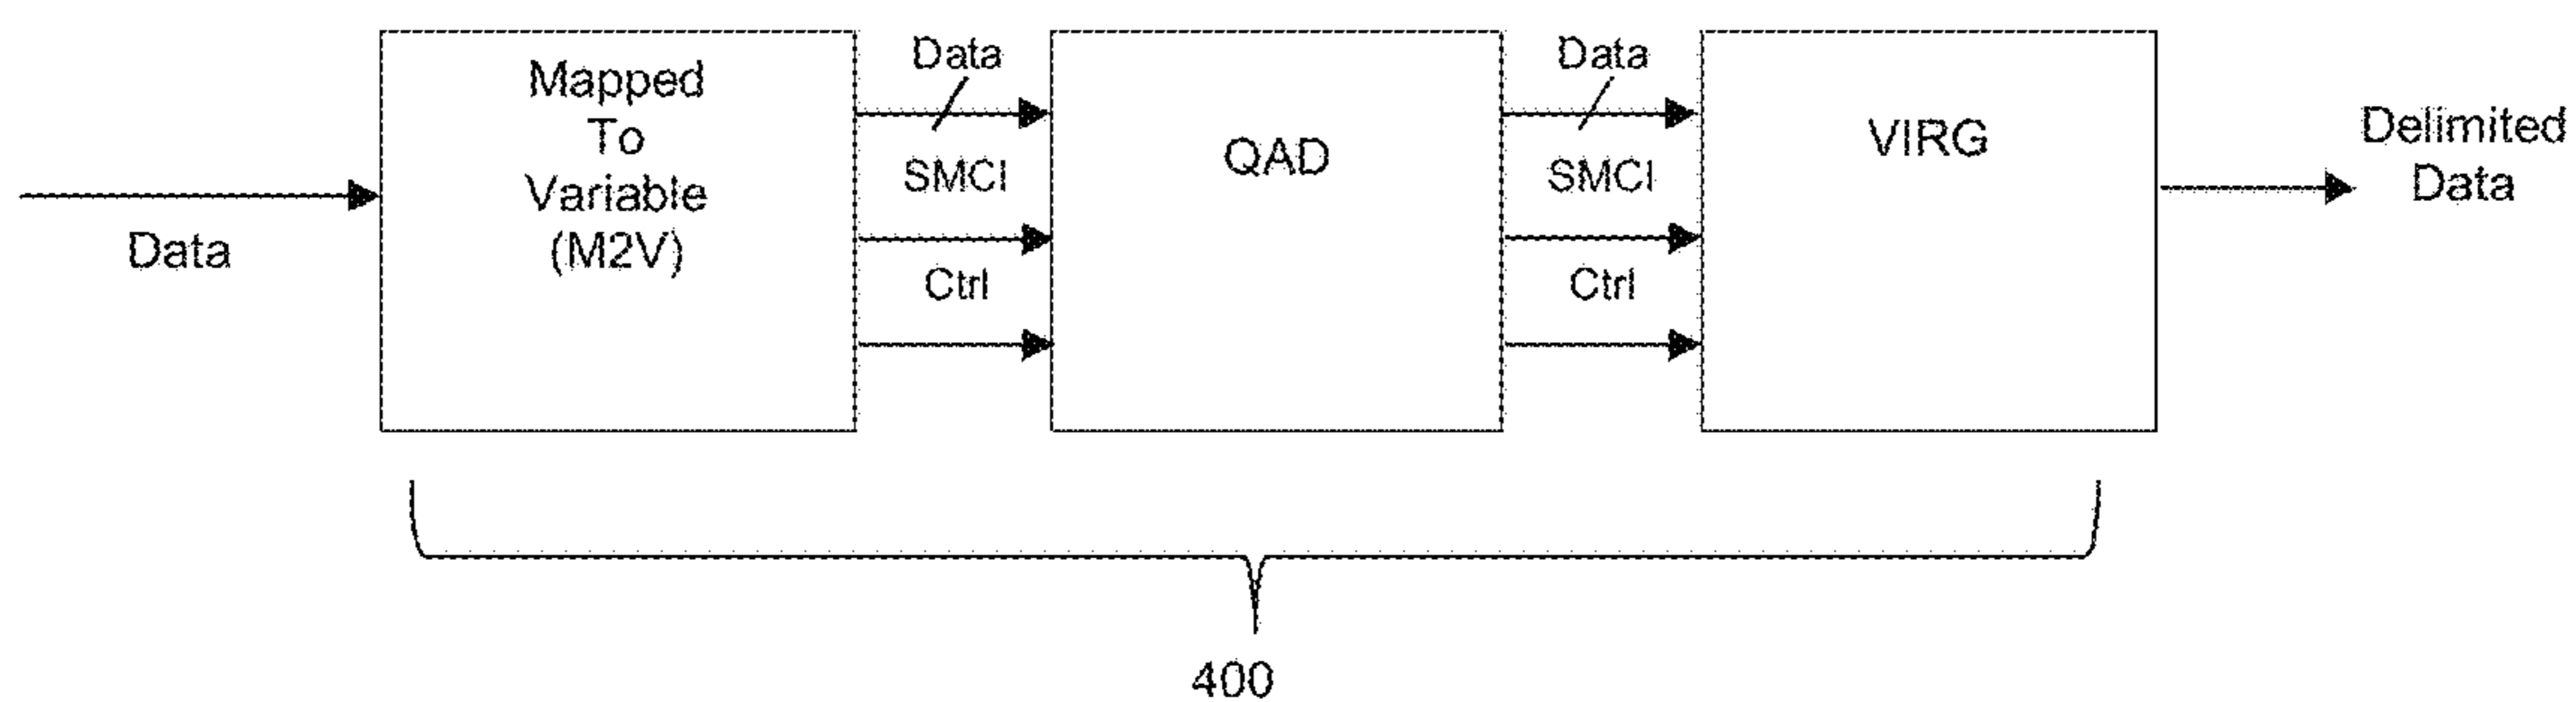 Data
Mapped
To
Variable
(M2V)
Data
SMCI
Ctrl
QAD
Data
SMCI
Ctrl
VIRG
Delimited
Data
400